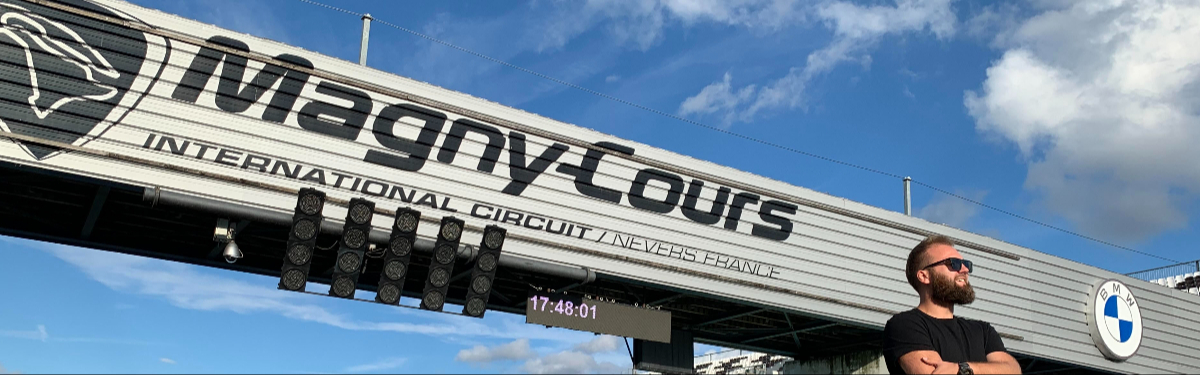 Magny-Cours
INTERNATIONAL CIRCUIT / NEVERS FRANCE
17:48:01
BMW